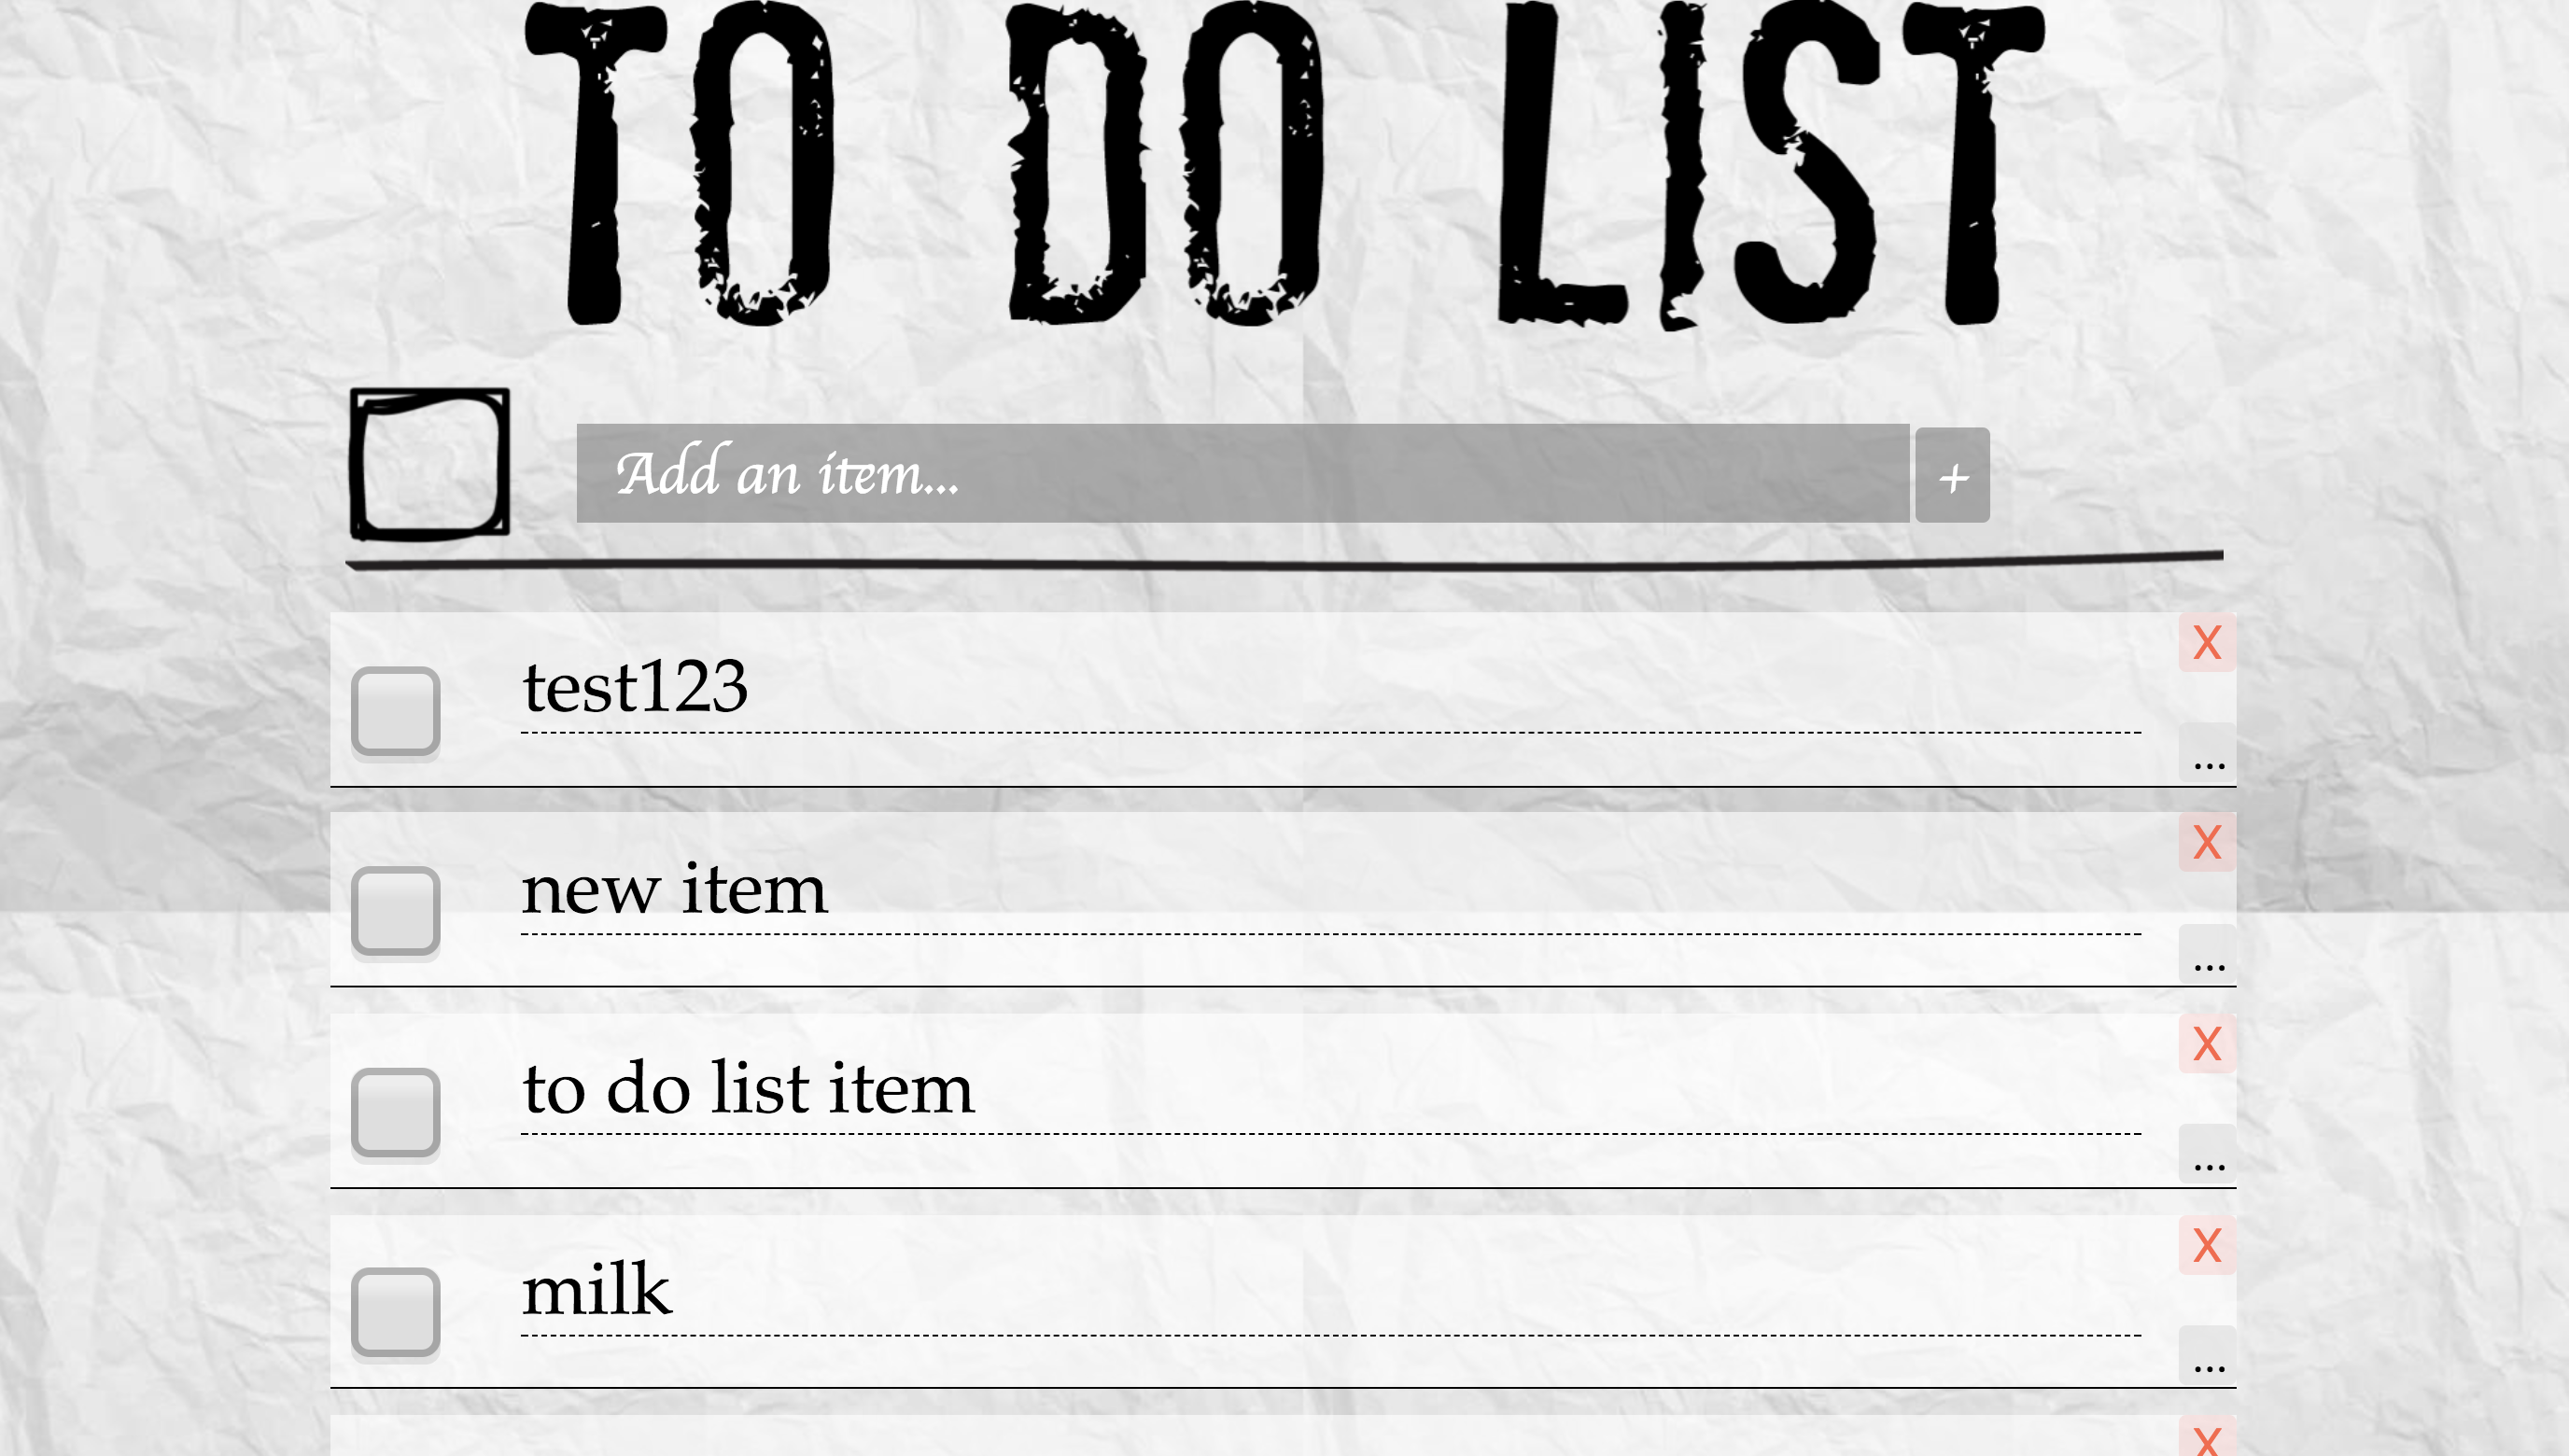 TO DO LIST
Add an item...
+
X
test123
...
X
new item
...
X
to do list item
...
X
milk
...
X